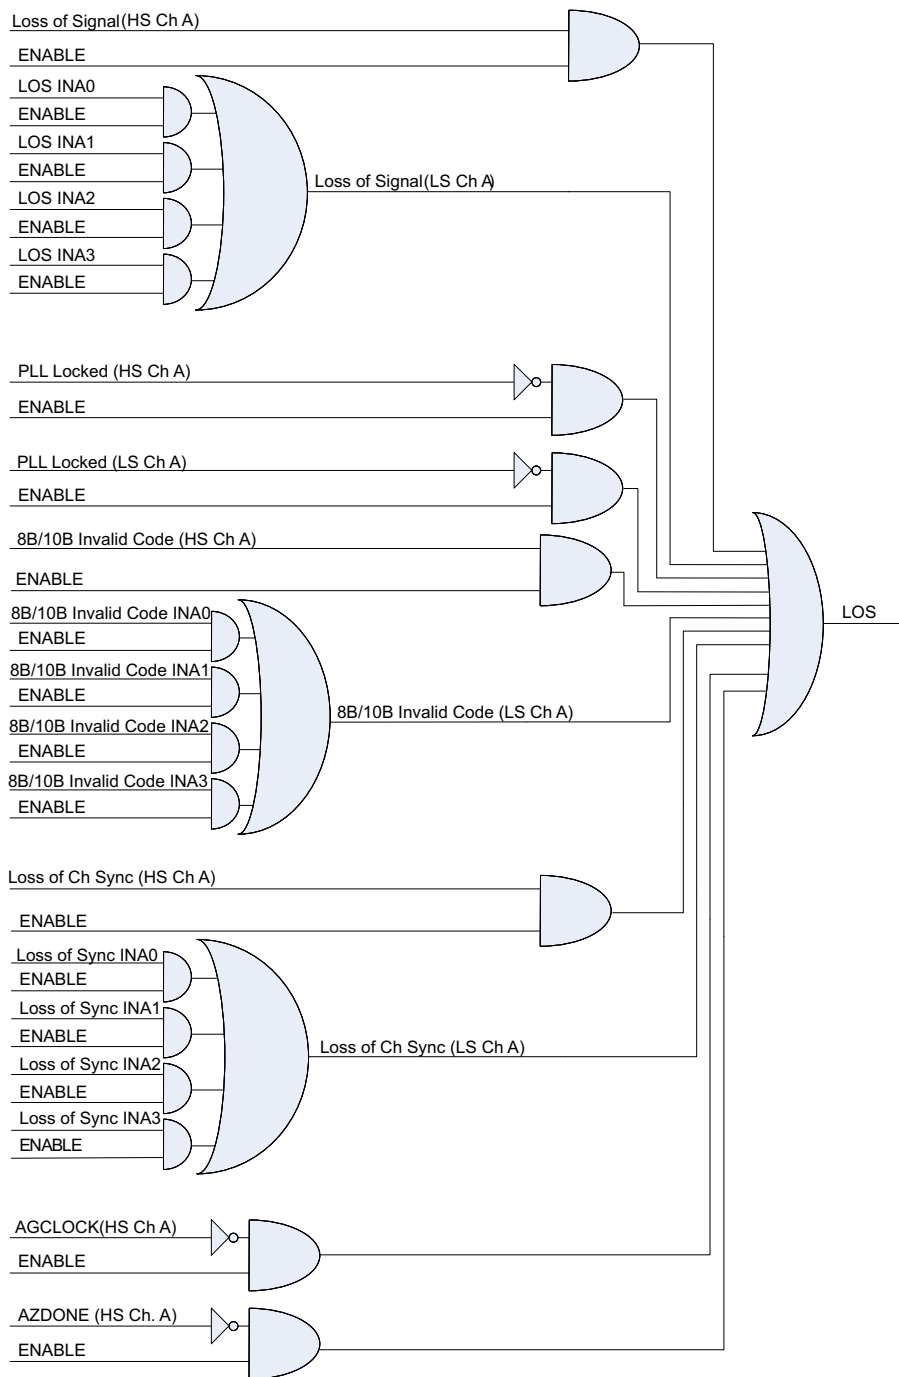 Loss of Signal(HS Ch A)
ENABLE
LOS INA0
ENABLE
LOS INA1
ENABLE
LOS INA2
ENABLE
LOS INA3
ENABLE
Loss of Signal(LS Ch A)
PLL Locked (HS Ch A)
ENABLE
PLL Locked (LS Ch A)
ENABLE
8B/10B Invalid Code (HS Ch A)
ENABLE
8B/10B Invalid Code INA0
ENABLE
8B/10B Invalid Code INA1
ENABLE
8B/10B Invalid Code INA2
ENABLE
8B/10B Invalid Code INA3
ENABLE
8B/10B Invalid Code (LS Ch A)
LOS
Loss of Ch Sync (HS Ch A)
ENABLE
Loss of Sync INA0
ENABLE
Loss of Sync INA1
ENABLE
Loss of Sync INA2
ENABLE
Loss of Sync INA3
ENABLE
Loss of Ch Sync (LS Ch A)
AGCLOCK(HS Ch A)
ENABLE
AZDONE (HS Ch. A)
ENABLE